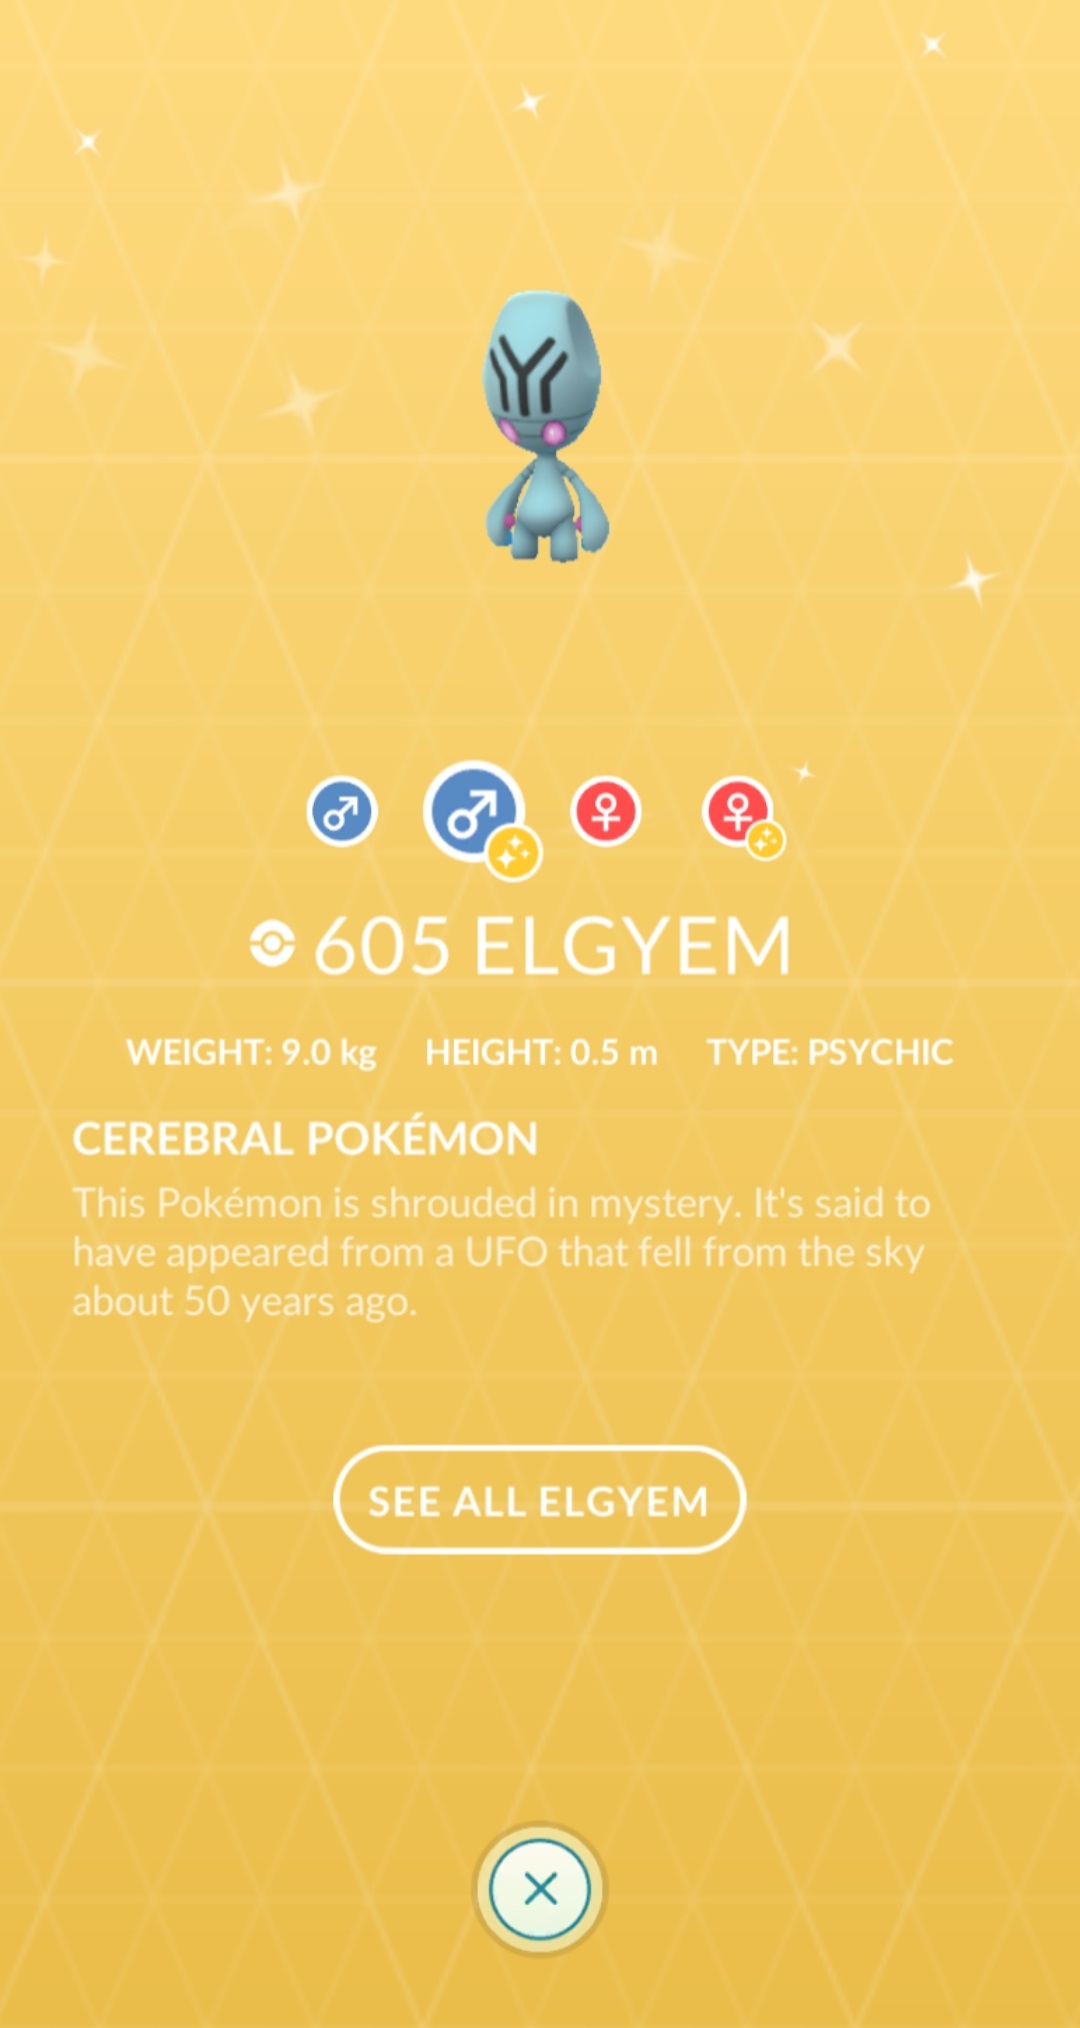 605 ELGYEM
WEIGHT: 9.0 kg HEIGHT: 0.5 m TYPE: PSYCHIC
CEREBRAL POKÉMON
This Pokémon is shrouded in mystery. It's said to
have appeared from a UFO that fell from the sky
about 50 years ago.
SEE ALL ELGYEM